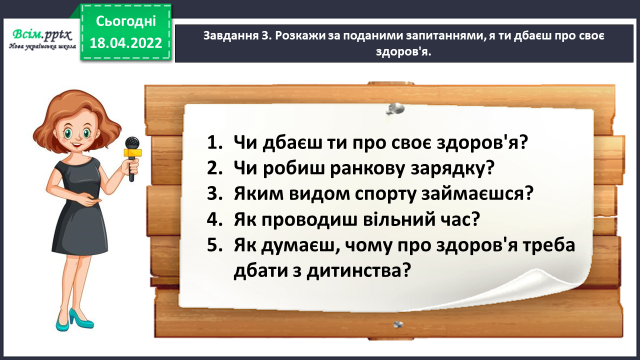 Всім.pptx
Нова українська школа
Сьогодні
18.04.2022
Завдання 3. Розкажи за поданими запитаннями, я ти дбаєш про своє
здоров'я.
1. Чи дбаєш ти про своє здоров'я?
2. Чи робиш ранкову зарядку?
3. Яким видом спорту займаєшся?
4. Як проводиш вільний час?
5. Як думаєш, чому про здоров'я треба
дбати з дитинства?